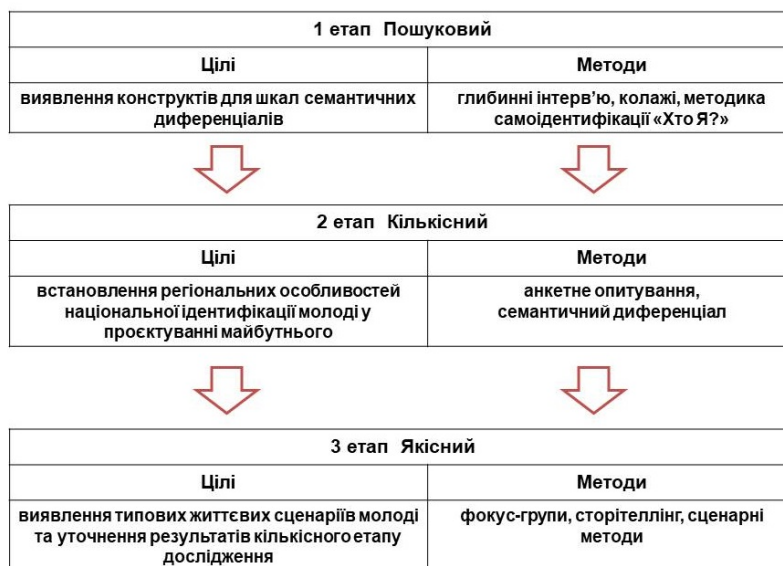 1 етап Пошуковий
Цілі
Методи
виявлення конструктів для шкал семантичних
диференціалів
глибинні інтерв’ю, колажі, методика
самоідентифікації «Хто Я?»
2 етап Кількісний
Цілі
Методи
встановлення регіональних особливостей
національної ідентифікації молоді у
проєктуванні майбутнього
анкетне опитування,
семантичний диференціал
3 етап Якісний
Цілі
Методи
виявлення типових життєвих сценаріїв молоді
та уточнення результатів кількісного етапу
дослідження
фокус-групи, сторітеллінг, сценарні
методи